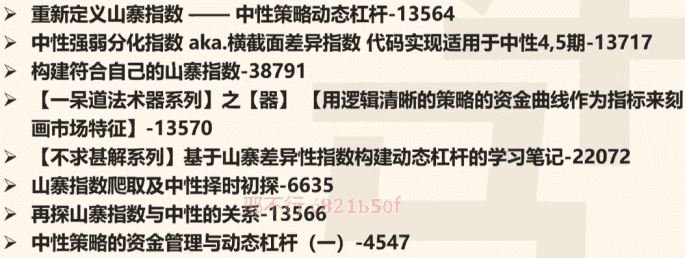 ➢ 重新定义山寨指数 —— 中性策略动态杠杆-13564
➢ 中性强弱分化指数 aka.横截面差异指数 代码实现适用于中性4,5期-13717
➢ 构建符合自己的山寨指数-38791
➢ 【一呆道法术器系列】之【器】 【用逻辑清晰的策略的资金曲线作为指标来刻
画市场特征】-13570
➢ 【不求甚解系列】基于山寨差异性指数构建动态杠杆的学习笔记-22072
➢ 山寨指数爬取及中性择时初探-6635
邢不行/821b50f
➢ 再探山寨指数与中性的关系-13566
➢ 中性策略的资金管理与动态杠杆（一）-4547